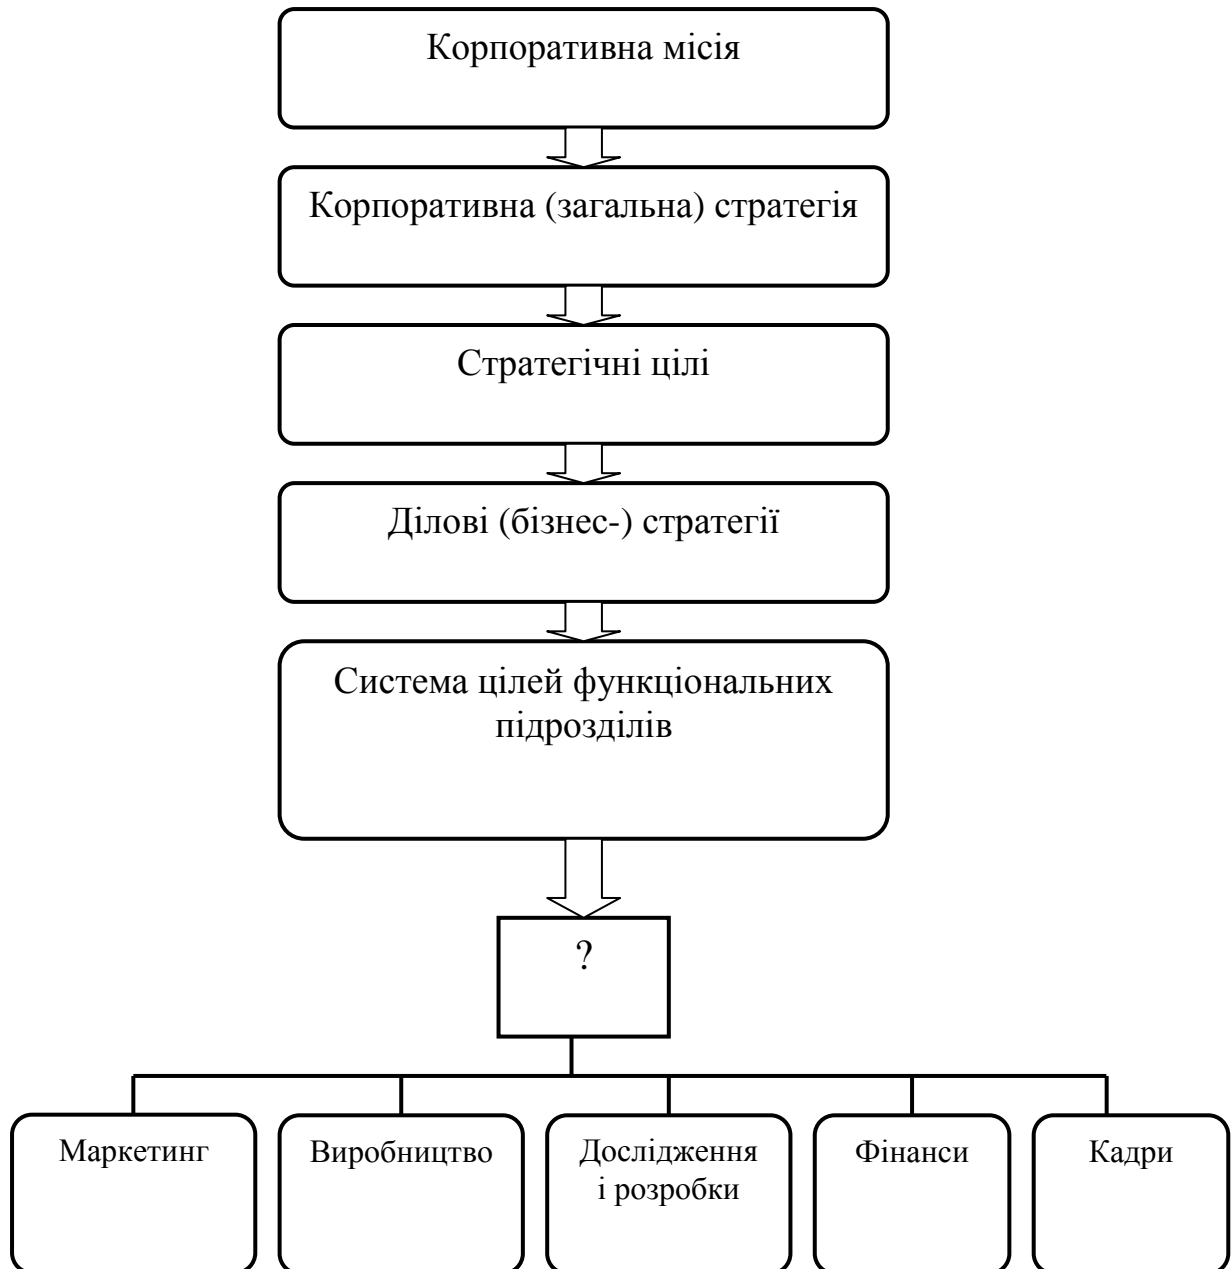 Корпоративна місія
Корпоративна (загальна) стратегія
Стратегічні цілі
Ділові (бізнес-) стратегії
Система цілей функціональних
підрозділів
?
Маркетинг
Виробництво
Дослідження
і розробки
Фінанси
Кадри